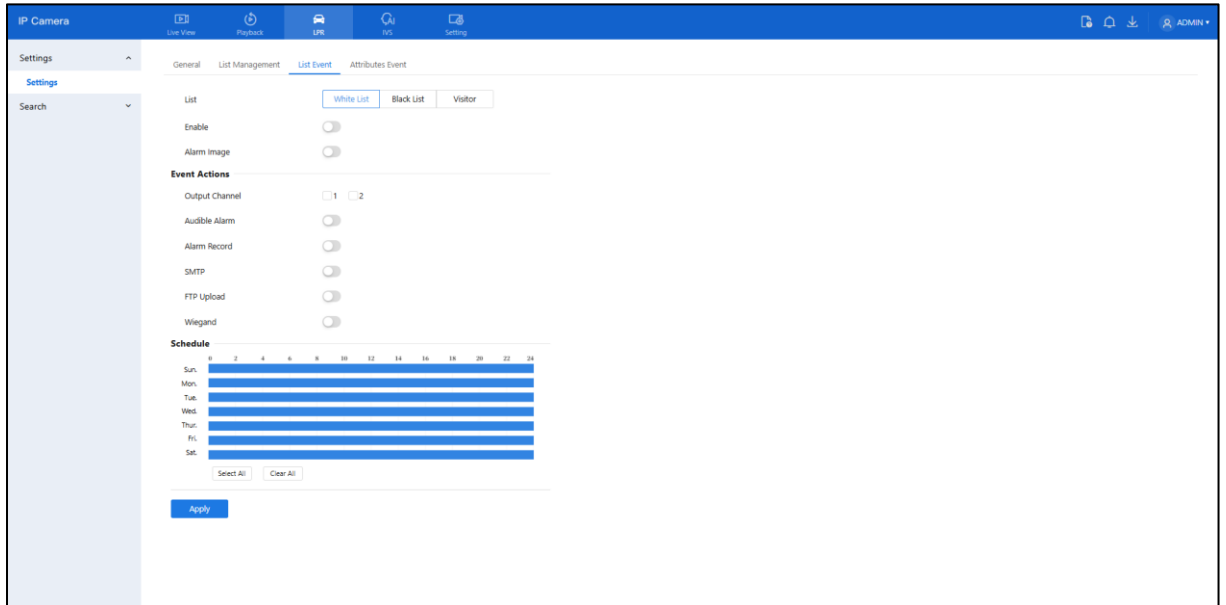 IP Camera
Live View Playback LPR IVS Setting
ADMIN
Settings
Settings
Search
General List Management List Event Attributes Event
List White List Black List Visitor
Enable
Alarm Image
Event Actions
Output Channel 1 2
Audible Alarm
Alarm Record
SMTP
FTP Upload
Wiegand
Schedule
0 2 4 6 8 10 12 14 16 18 20 22 24
Sun.
Mon.
Tue.
Wed.
Thur.
Fri.
Sat.
Select All Clear All
Apply